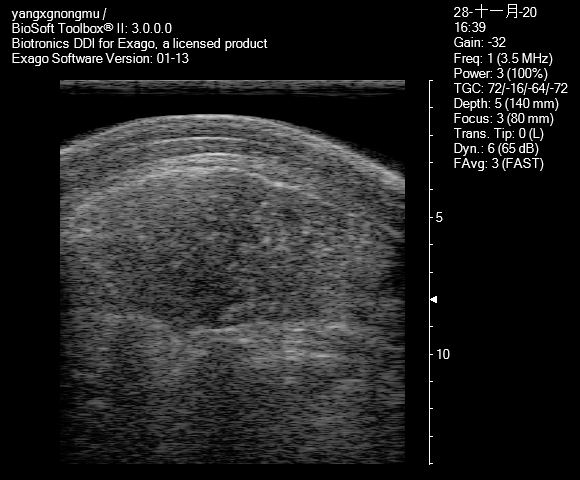 yangxgnongmu /
BioSoft Toolbox® II: 3.0.0.0
Biotronics DDI for Exago, a licensed product
Exago Software Version: 01-13
28-十一月-20
16:39
Gain: -32
Freq: 1 (3.5 MHz)
Power: 3 (100%)
TGC: 72/-16/-64/-72
Depth: 5 (140 mm)
Focus: 3 (80 mm)
Trans. Tip: 0 (L)
Dyn.: 6 (65 dB)
FAvg: 3 (FAST)
5
10